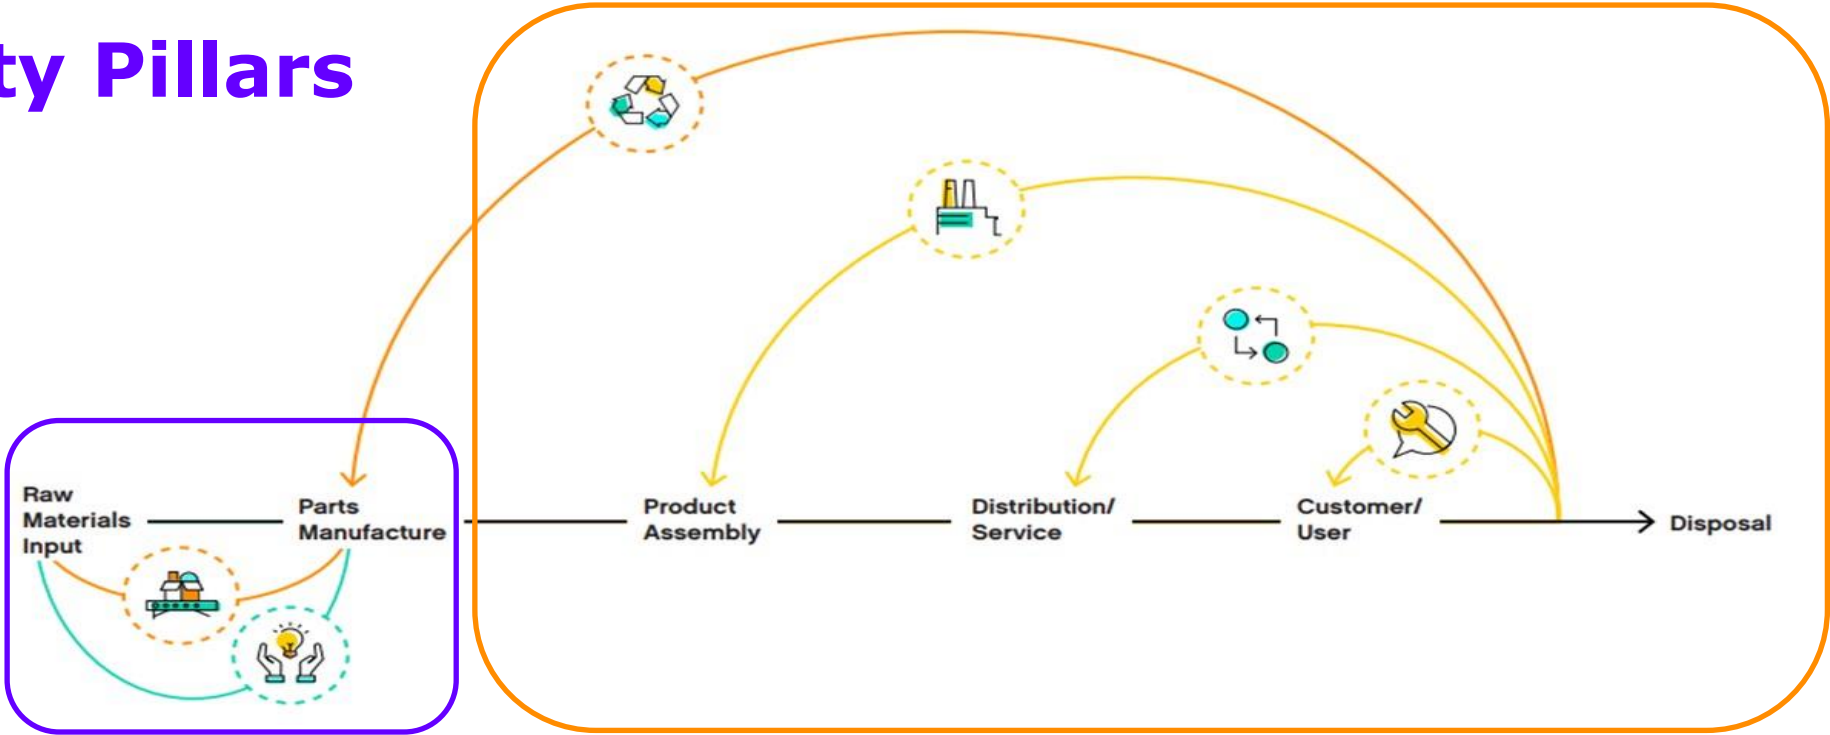 ty Pillars
Raw
Materials
Input
Parts
Manufacture
Product
Assembly
Distribution/
Service
Customer/
User
Disposal